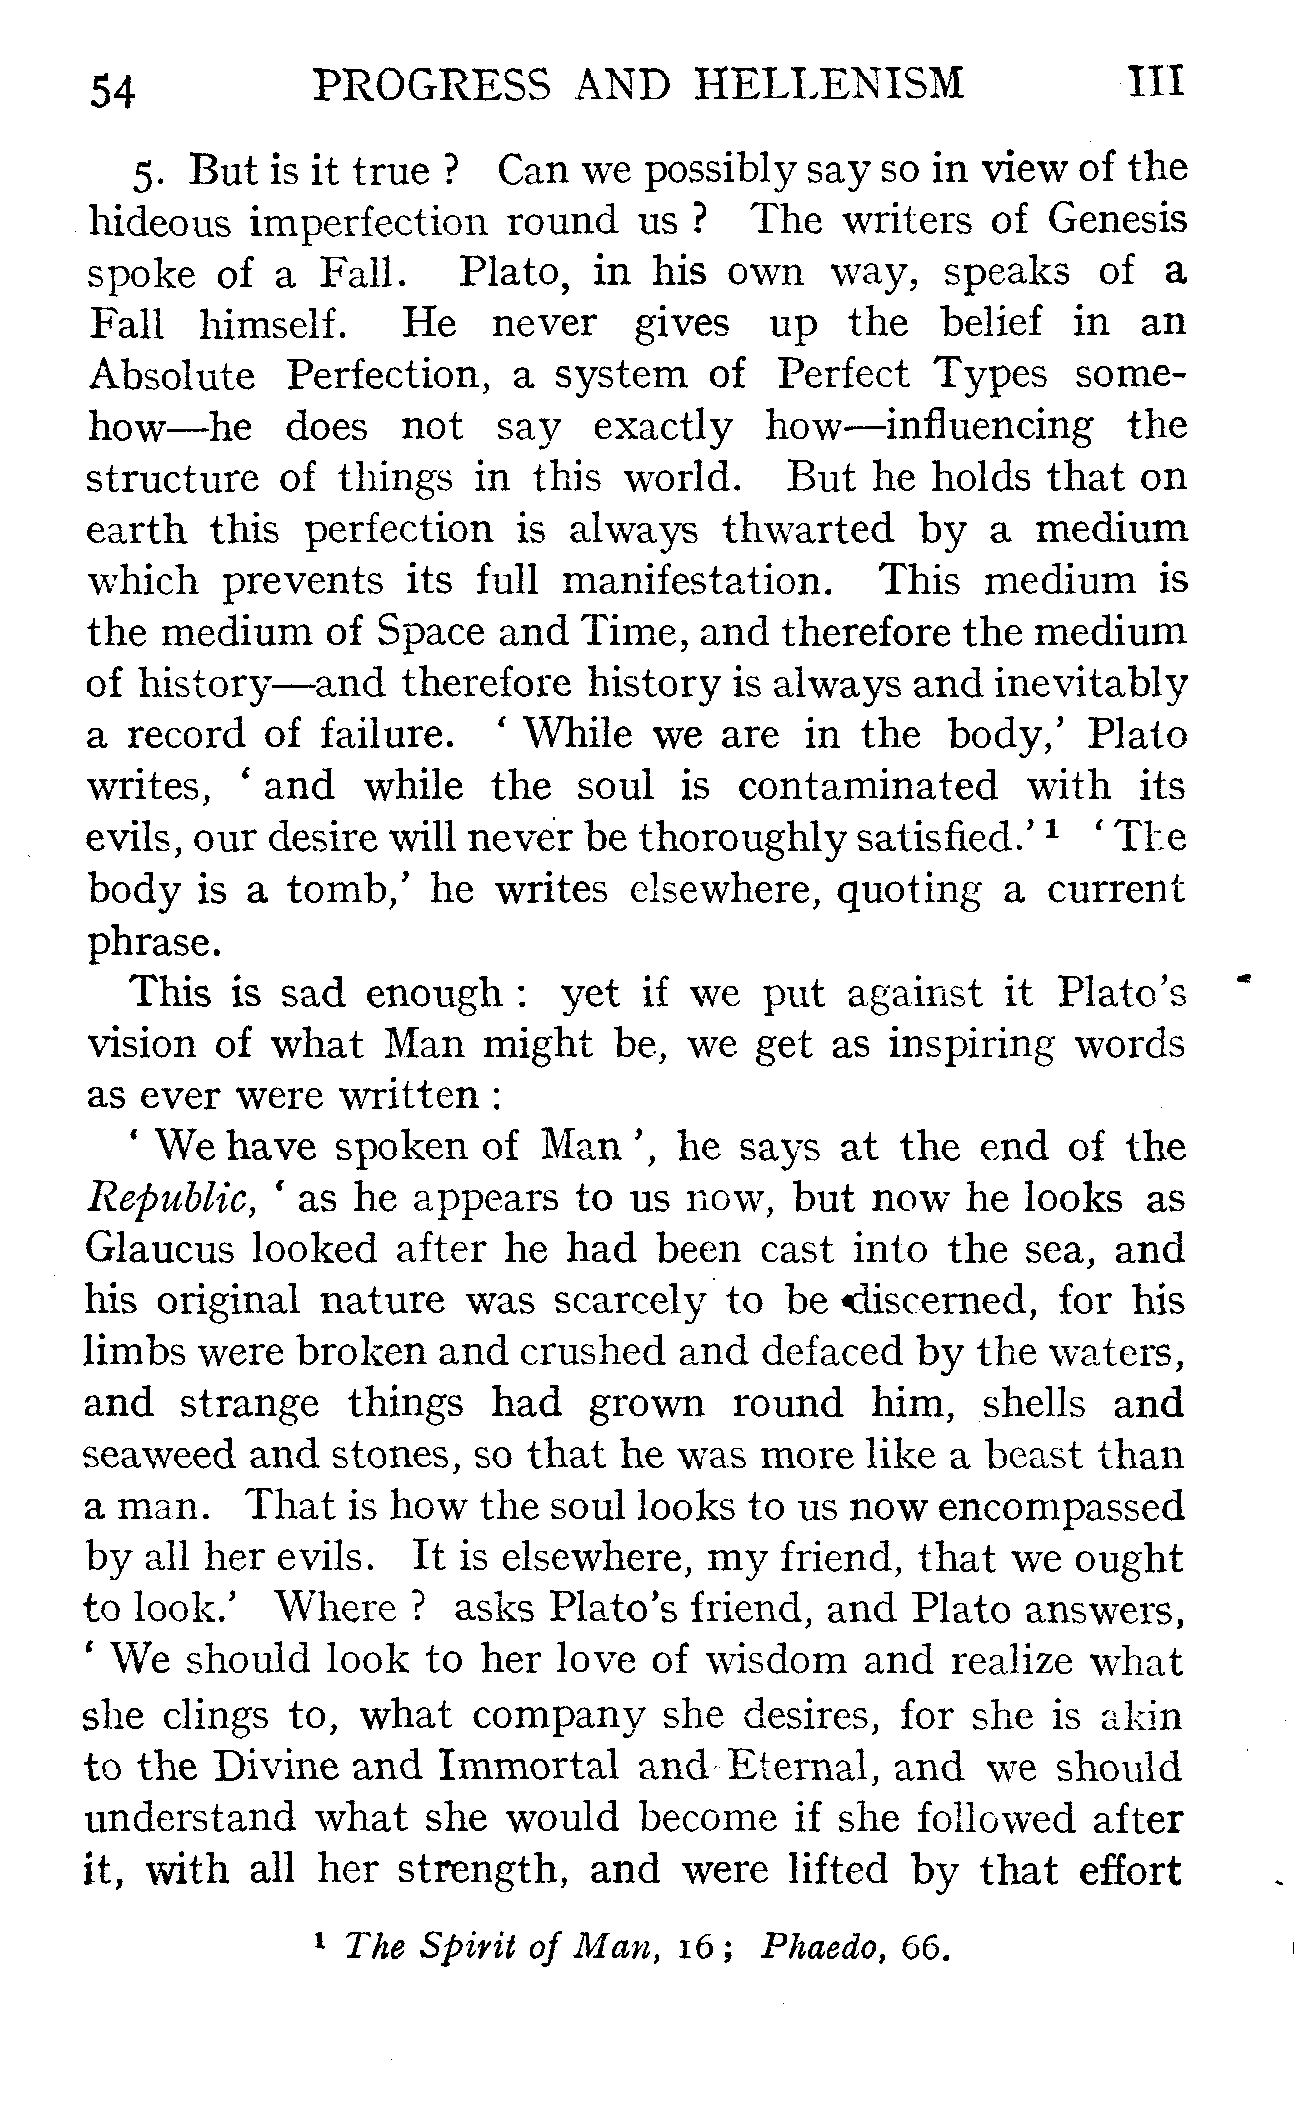 54 PROGRESS AND HELLENISM III
5. But is it true ? Can we possibly say so in view of the
hideous imperfection round us ? The writers of Genesis
spoke of a Fall. Plato, in his own way, speaks of a
Fall himself. He never gives up the belief in an
Absolute Perfection, a system of Perfect Types some-
how—he does not say exactly how—influencing the
structure of things in this world. But he holds that on
earth this perfection is always thwarted by a medium
which prevents its full manifestation. This medium is
the medium of Space and Time, and therefore the medium
of history—and therefore history is always and inevitably
a record of failure. ‘ While we are in the body,’ Plato
writes, ‘ and while the soul is contaminated with its
evils, our desire will never be thoroughly satisfied.’ ¹ ‘ The
body is a tomb,’ he writes elsewhere, quoting a current
phrase.
This is sad enough : yet if we put against it Plato’s
vision of what Man might be, we get as inspiring words
as ever were written :
‘ We have spoken of Man ’, he says at the end of the
Republic, ‘ as he appears to us now, but now he looks as
Glaucus looked after he had been cast into the sea, and
his original nature was scarcely to be discerned, for his
limbs were broken and crushed and defaced by the waters,
and strange things had grown round him, shells and
seaweed and stones, so that he was more like a beast than
a man. That is how the soul looks to us now encompassed
by all her evils. It is elsewhere, my friend, that we ought
to look.’ Where ? asks Plato’s friend, and Plato answers,
‘ We should look to her love of wisdom and realize what
she clings to, what company she desires, for she is akin
to the Divine and Immortal and Eternal, and we should
understand what she would become if she followed after
it, with all her strength, and were lifted by that effort
¹ The Spirit of Man, 16 ; Phaedo, 66.